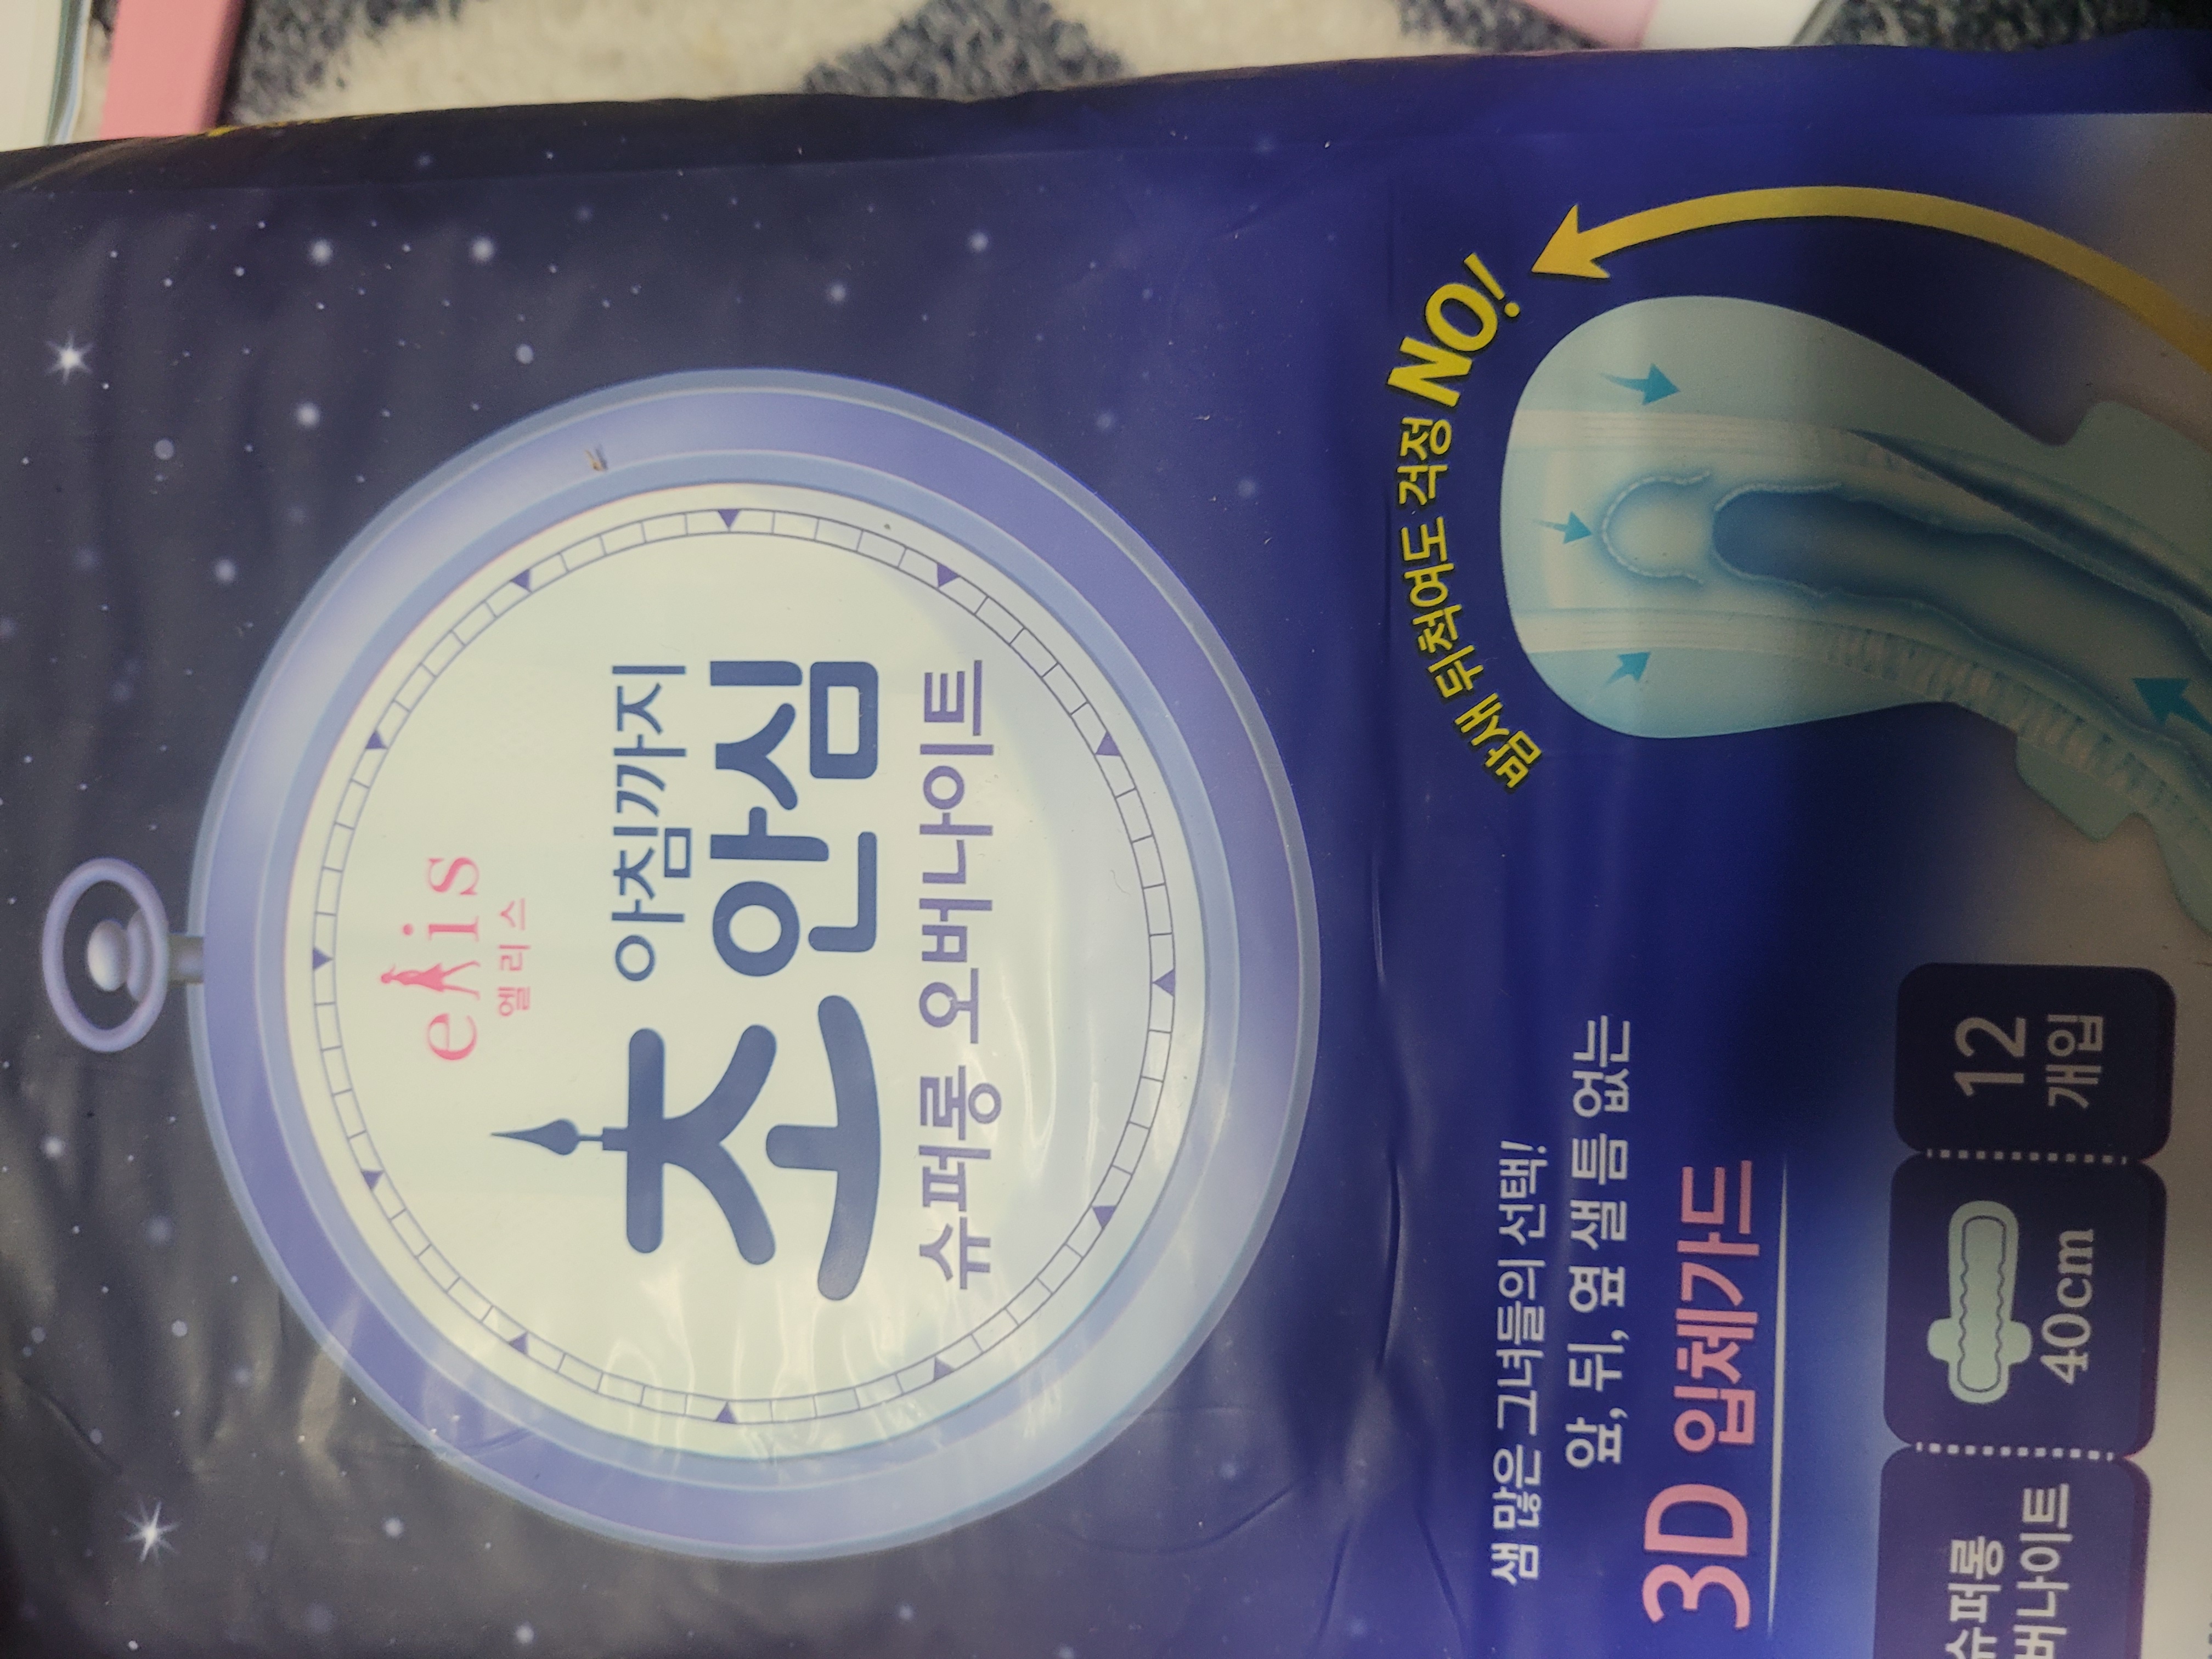 elis
엘리스
아침까지
초안심
슈퍼롱 오버나이트
밤새 뒤척여도 걱정 NO!
샘 많은 그녀들의 선택!
앞, 뒤, 옆 샐 틈 없는
3D 입체가드
슈퍼롱
버나이트
40cm
12
개입